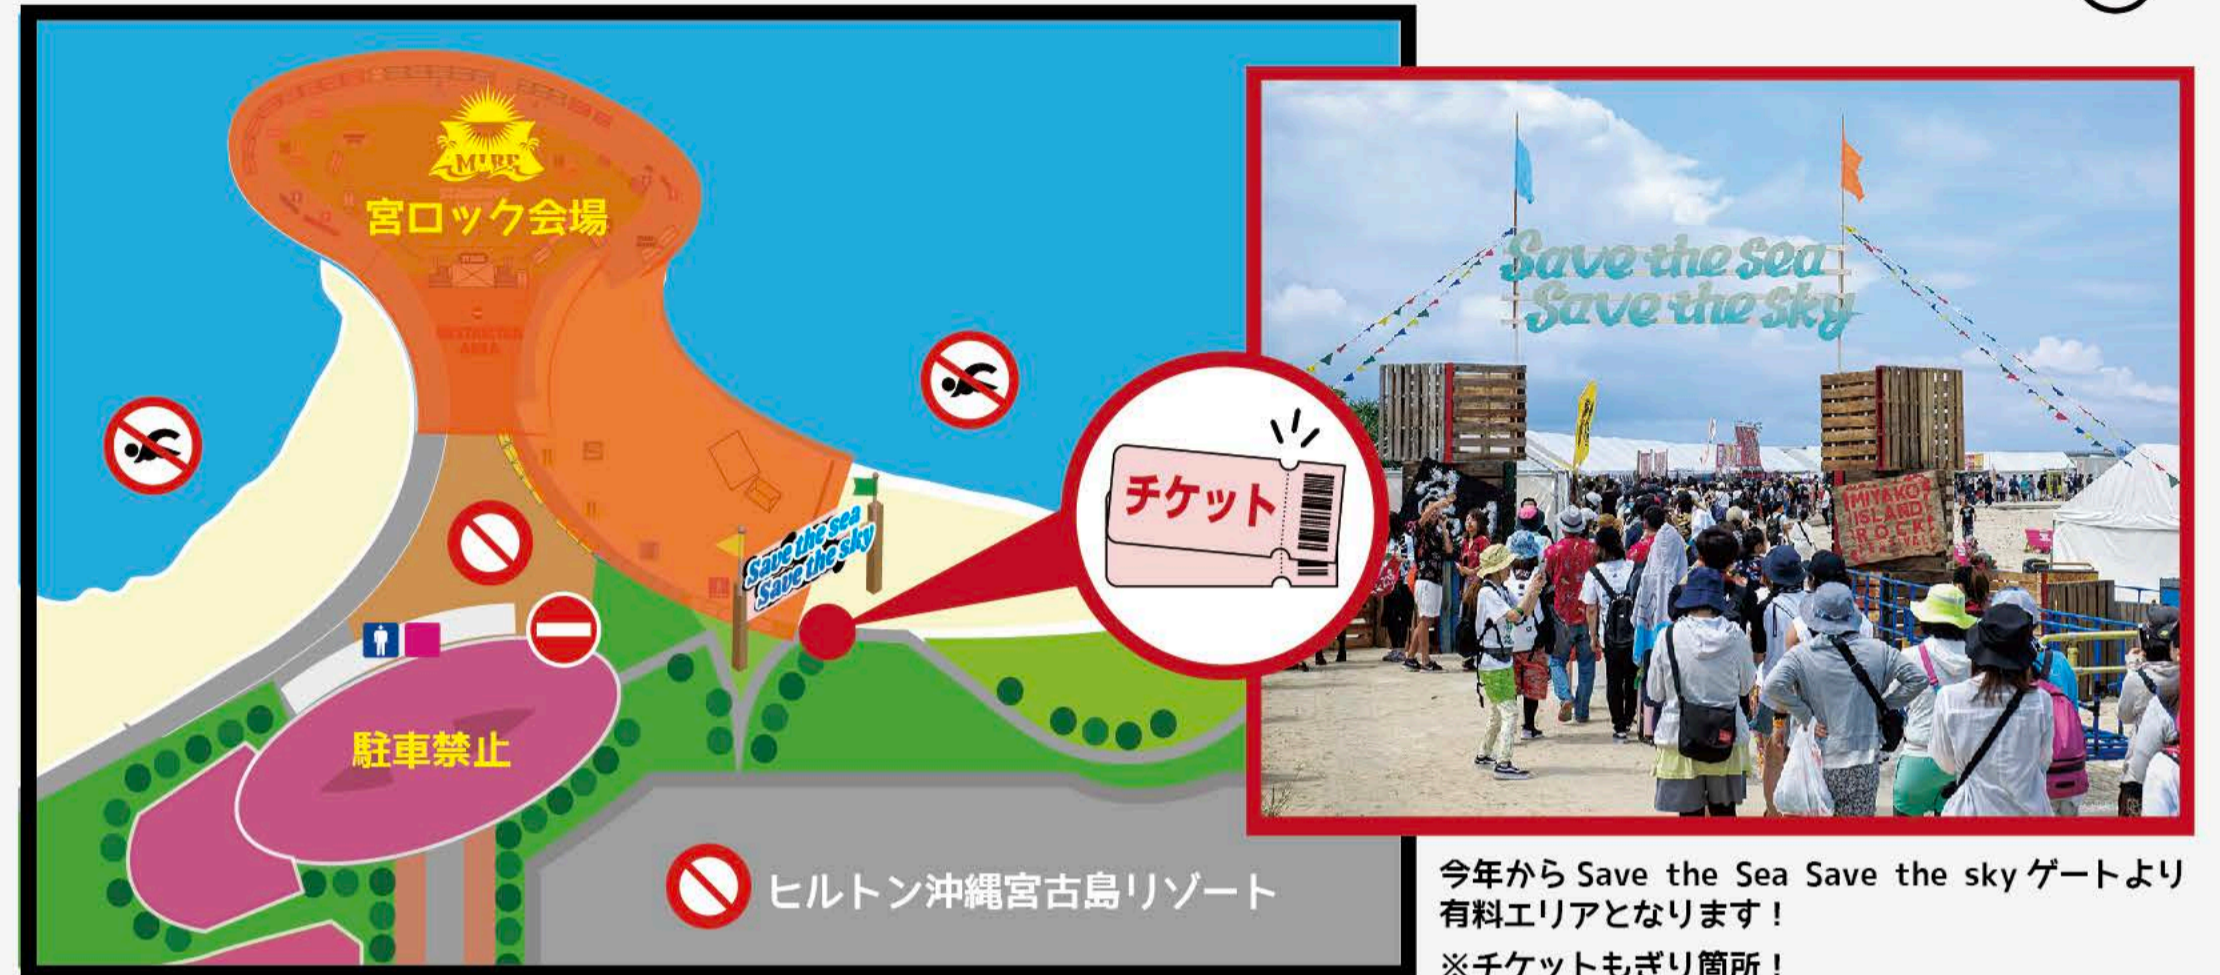 MIRF
宮ロック会場
RESTRICTED
AREA
Save the sea
Save the sky
チケット
駐車禁止
ヒルトン沖縄宮古島リゾート
Save the sea
Save the sky
MIYAKO
ISLAND
ROCK
FESTIVAL
今年から Save the Sea Save the sky ゲートより
有料エリアとなります！
※チケットもぎり箇所！